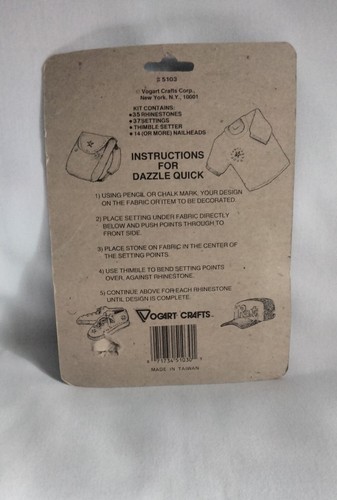 # 5103
© Vogart Crafts Corp.,
New York, N.Y., 10001
KIT CONTAINS:
INSTRUCTIONS
FOR
DAZZLE QUICK
• 35 RHINESTONES
• 37 SETTINGS
• THIMBLE SETTER
• 14 (OR MORE) NAILHEADS
1) USING PENCIL OR CHALK MARK, YOUR DESIGN
ON THE FABRIC OR ITEM TO BE DECORATED.
2) PLACE SETTING UNDER FABRIC DIRECTLY
BELOW AND PUSH POINTS THROUGH TO
FRONT SIDE.
3) PLACE STONE ON FABRIC IN THE CENTER OF
THE SETTING POINTS.
4) USE THIMBLE TO BEND SETTING POINTS
OVER, AGAINST RHINESTONE.
5) CONTINUE ABOVE FOR EACH RHINESTONE
UNTIL DESIGN IS COMPLETE.
VOGART CRAFTS
MADE IN TAIWAN